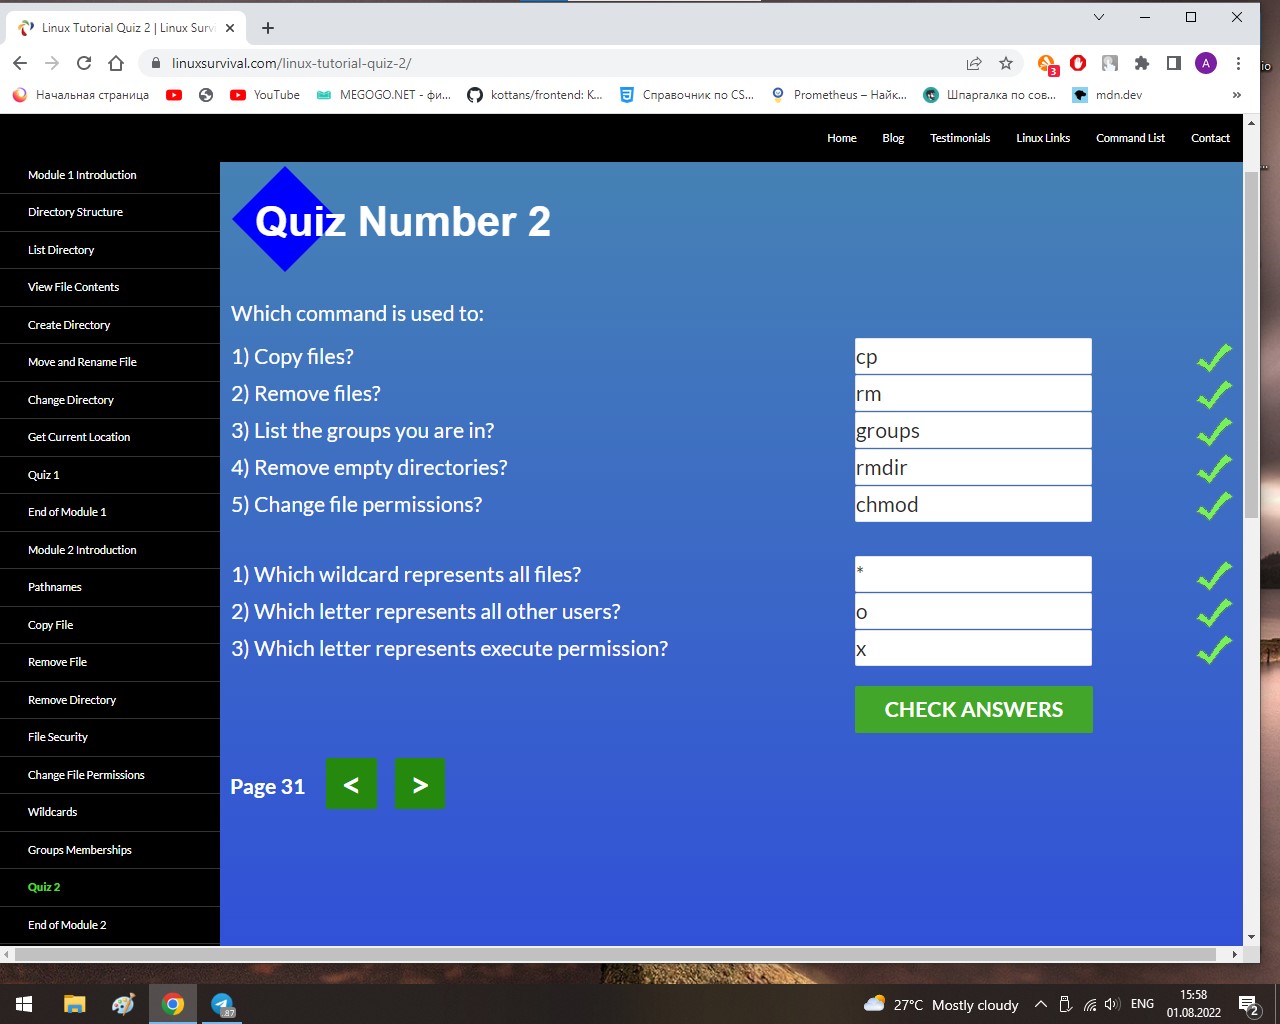 Linux Tutorial Quiz 2 | Linux Survi
linuxsurvival.com/linux-tutorial-quiz-2/
3
A
Начальная страница
YouTube
MEGOGO.NET - фи...
kottans/frontend: K...
Справочник по CS...
Prometheus – Найк...
Шпаргалка по сов...
mdn.dev
»
Home
Blog
Testimonials
Linux Links
Command List
Contact
Module 1 Introduction
Directory Structure
List Directory
View File Contents
Create Directory
Move and Rename File
Change Directory
Get Current Location
Quiz 1
End of Module 1
Module 2 Introduction
Pathnames
Copy File
Remove File
Remove Directory
File Security
Change File Permissions
Wildcards
Groups Memberships
Quiz 2
End of Module 2
Quiz Number 2
Which command is used to:
1) Copy files? cp
2) Remove files? rm
3) List the groups you are in? groups
4) Remove empty directories? rmdir
5) Change file permissions? chmod
1) Which wildcard represents all files? *
2) Which letter represents all other users? o
3) Which letter represents execute permission? x
CHECK ANSWERS
Page 31 < >
io
...
.87
27°C Mostly cloudy
ENG
15:58
01.08.2022
2